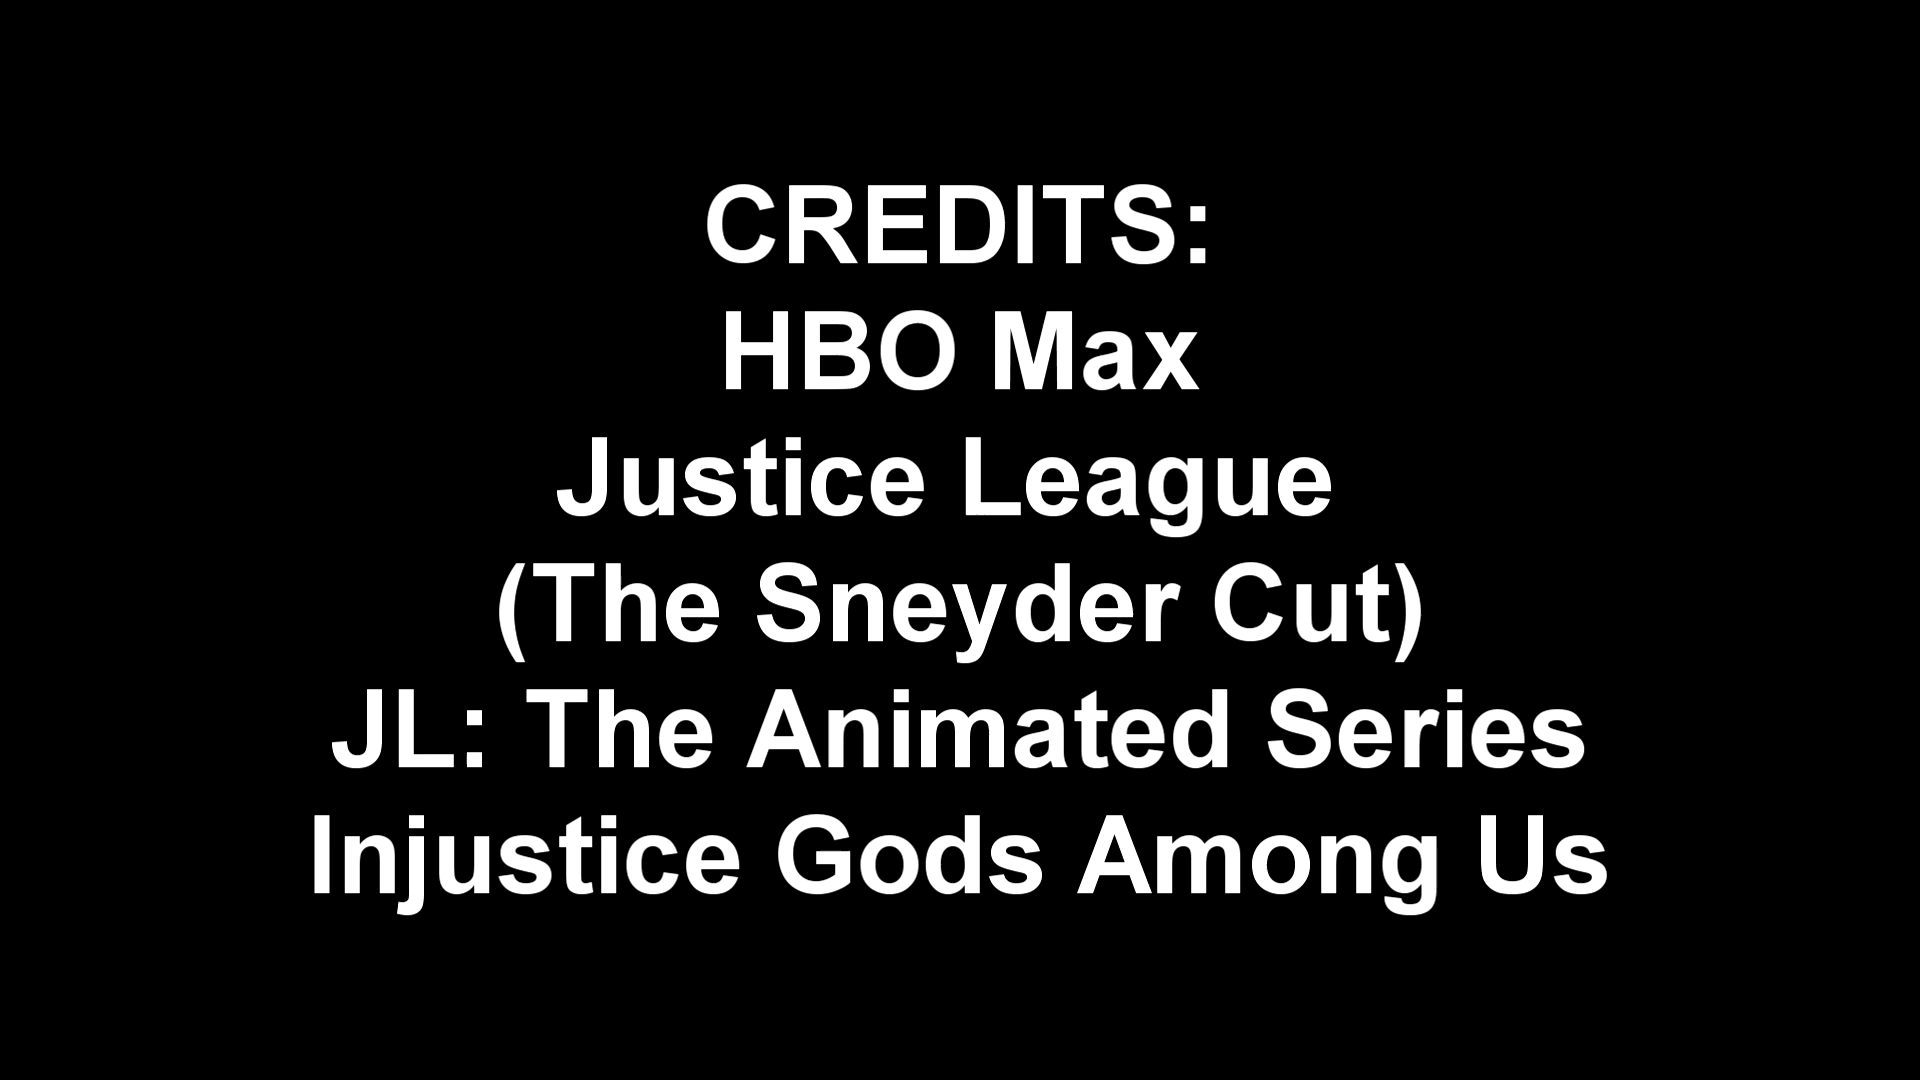 CREDITS:
HBO Max
Justice League
(The Sneyder Cut)
JL: The Animated Series
Injustice Gods Among Us